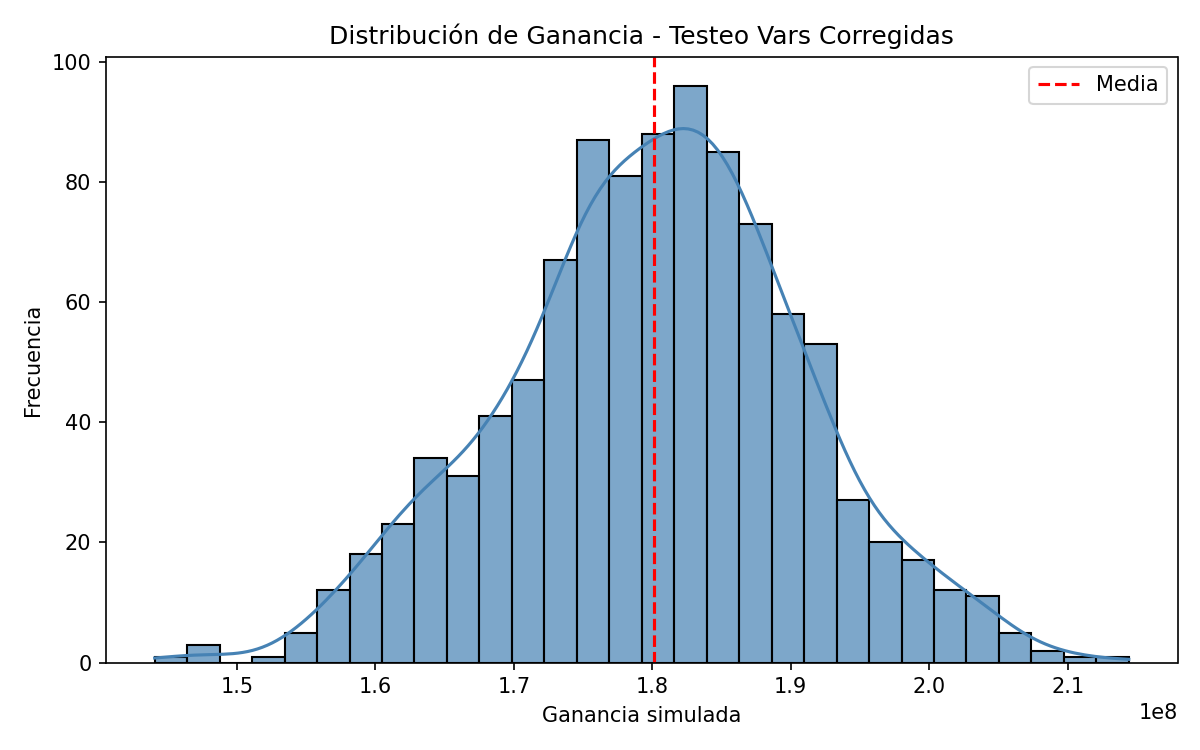 Distribución de Ganancia - Testeo Vars Corregidas
Media
Frecuencia
100
80
60
40
20
0
1.5 1.6 1.7 1.8 1.9 2.0 2.1
1e8
Ganancia simulada